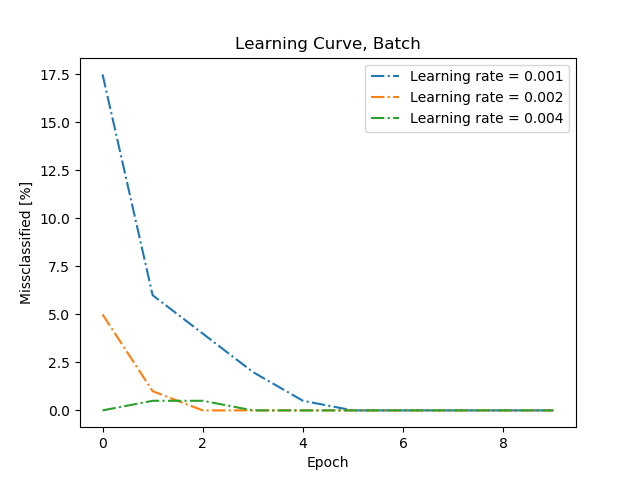 Learning Curve, Batch
Learning rate = 0.001
Learning rate = 0.002
Learning rate = 0.004
17.5
15.0
12.5
10.0
7.5
5.0
2.5
0.0
Missclassified [%]
0 2 4 6 8
Epoch